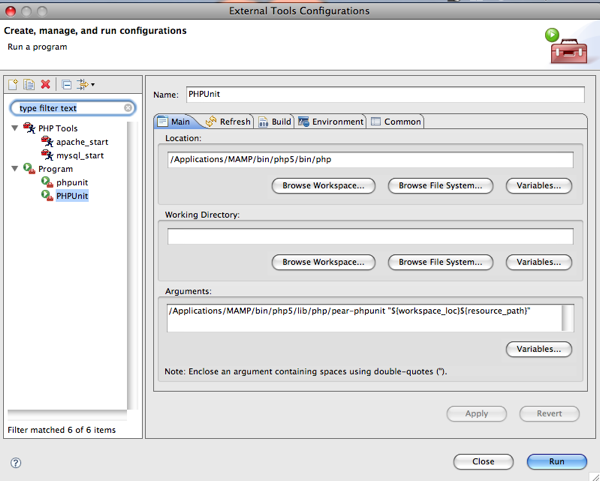 External Tools Configurations
Create, manage, and run configurations
Run a program
type filter text
PHP Tools
apache_start
mysql_start
Program
phpunit
PHPUnit
Filter matched 6 of 6 items
Name: PHPUnit
Main Refresh Build Environment Common
Location:
/Applications/MAMP/bin/php5/bin/php
Browse Workspace... Browse File System... Variables...
Working Directory:
Browse Workspace... Browse File System... Variables...
Arguments:
/Applications/MAMP/bin/php5/lib/php/pear-phpunit "${workspace_loc}${resource_path}"
Variables...
Note: Enclose an argument containing spaces using double-quotes (").
Apply Revert
? Close Run